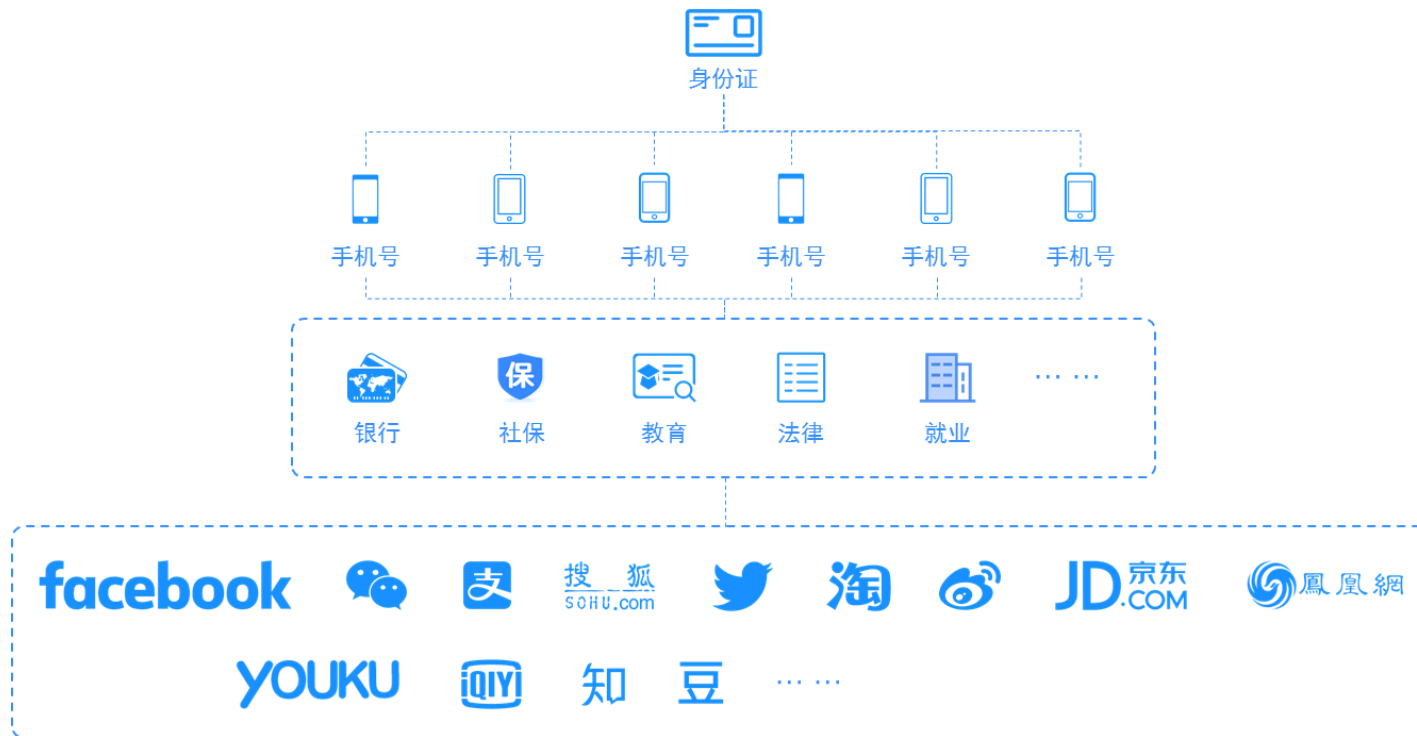 身份证
手机号 手机号 手机号 手机号 手机号 手机号
保
银行 社保 教育 法律 就业 ... ...
facebook 支 搜狐 淘 JD 京东 鳳凰網
SOHU.com .COM
YOUKU iQIYI 知 豆 ... ...